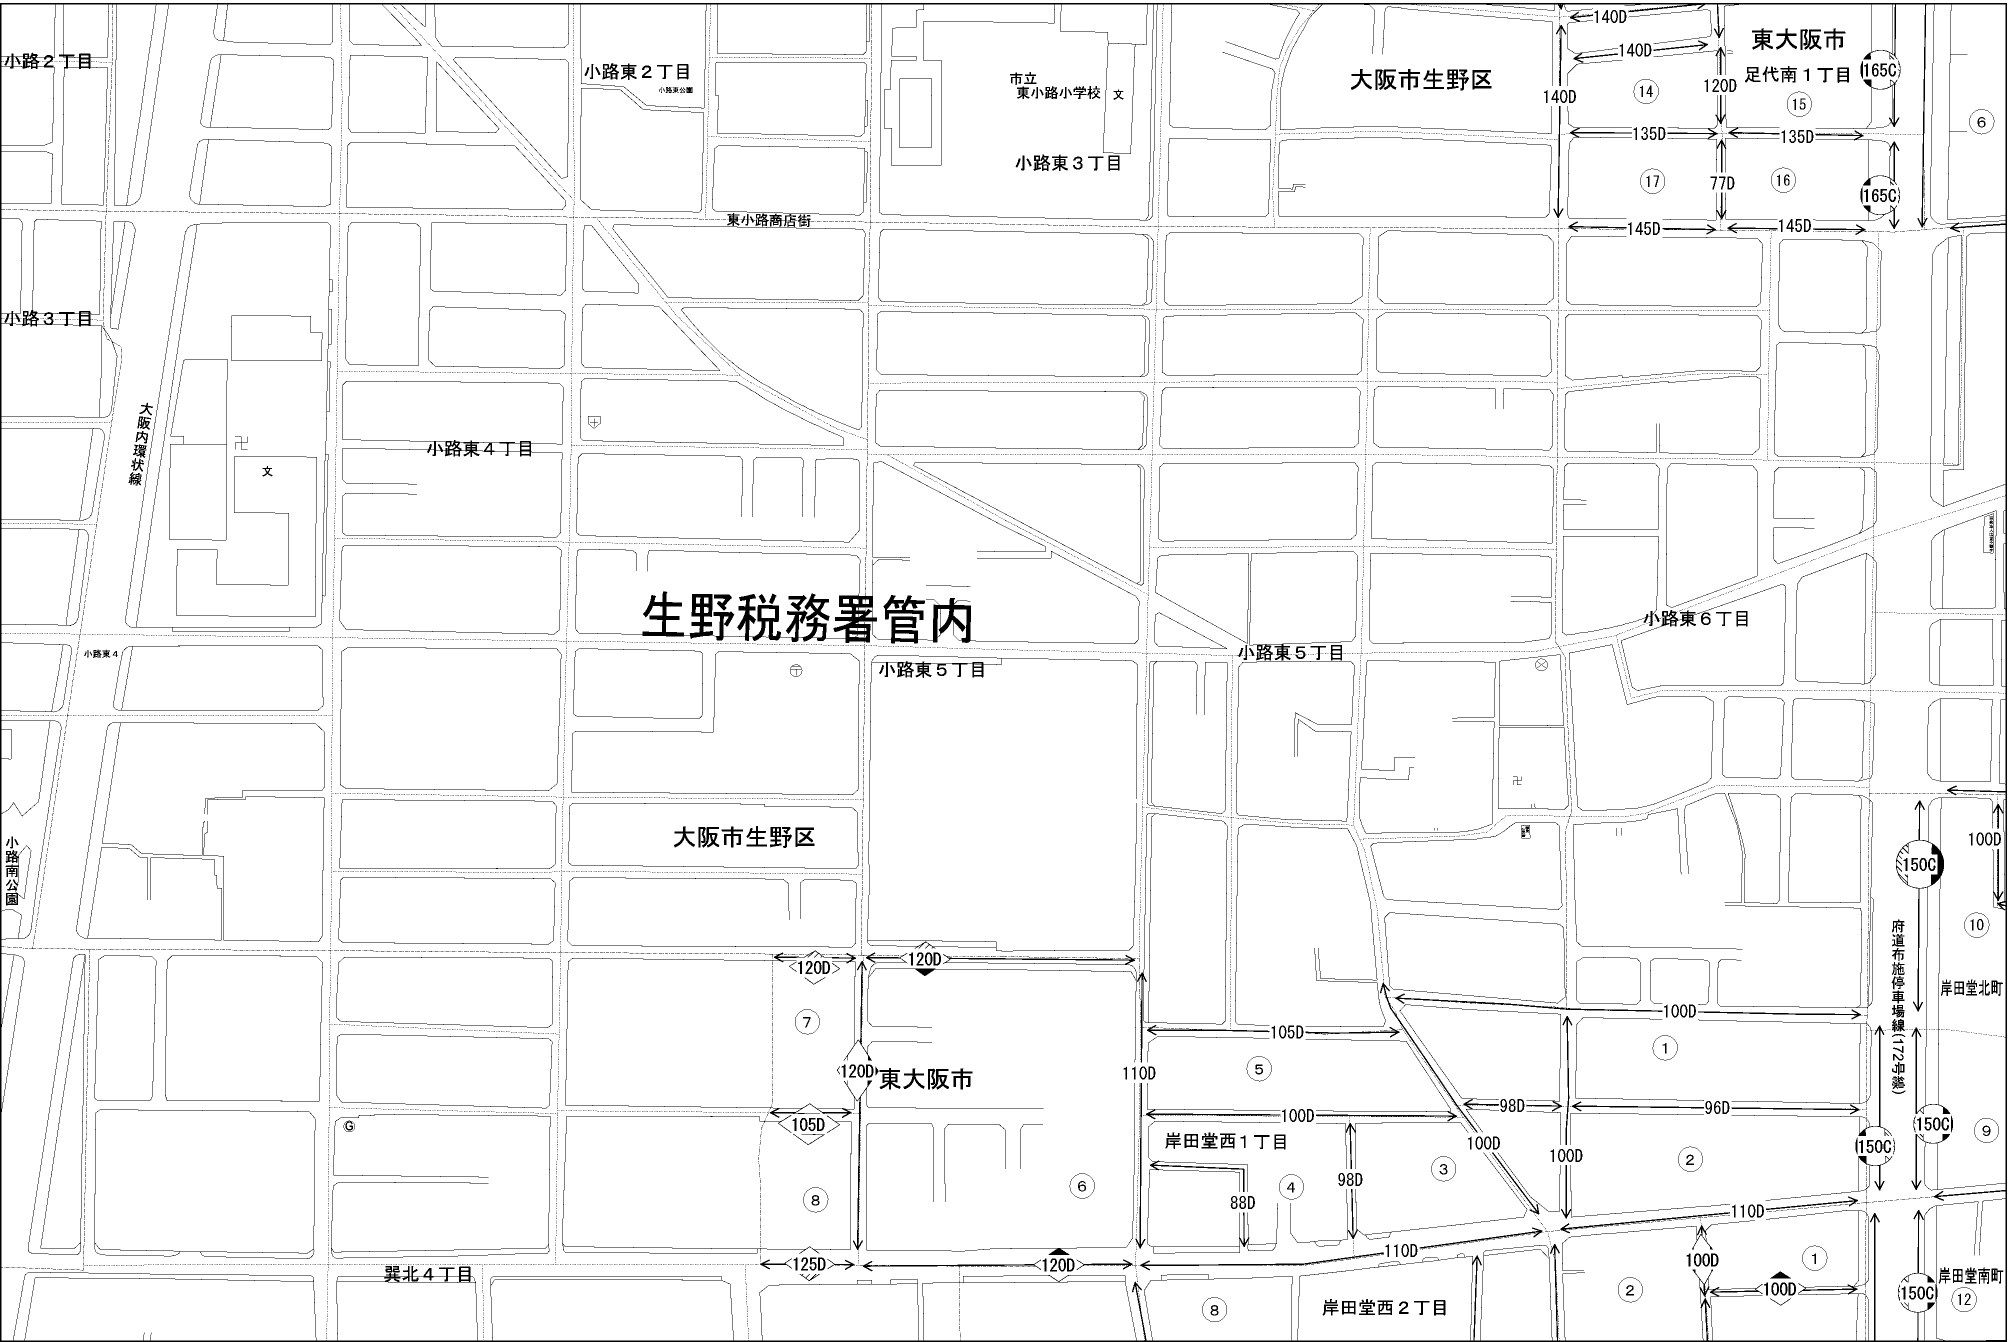 140D
140D
東大阪市
小路2丁目
小路東2丁目
小路東公園
市立
東小路小学校
文
大阪市生野区
足代南1丁目
165C
140D
14
120D
15
6
135D
135D
小路東3丁目
17
77D
16
165C
東小路商店街
145D
145D
小路3丁目
大阪内環状線
小路東4丁目
文
生野税務署管内
小路東6丁目
小路東4
小路東5丁目
小路東5丁目
小路南公園
大阪市生野区
100D
150C
10
府道布施停車場線(172号線)
岸田堂北町
120D
120D
7
100D
105D
1
5
120D
東大阪市
110D
98D
96D
105D
100D
岸田堂西1丁目
100D
100D
150C
150C
9
2
3
98D
4
88D
6
8
110D
110D
125D
120D
巽北4丁目
100D
1
100D
2
150C
岸田堂南町
12
8
岸田堂西2丁目